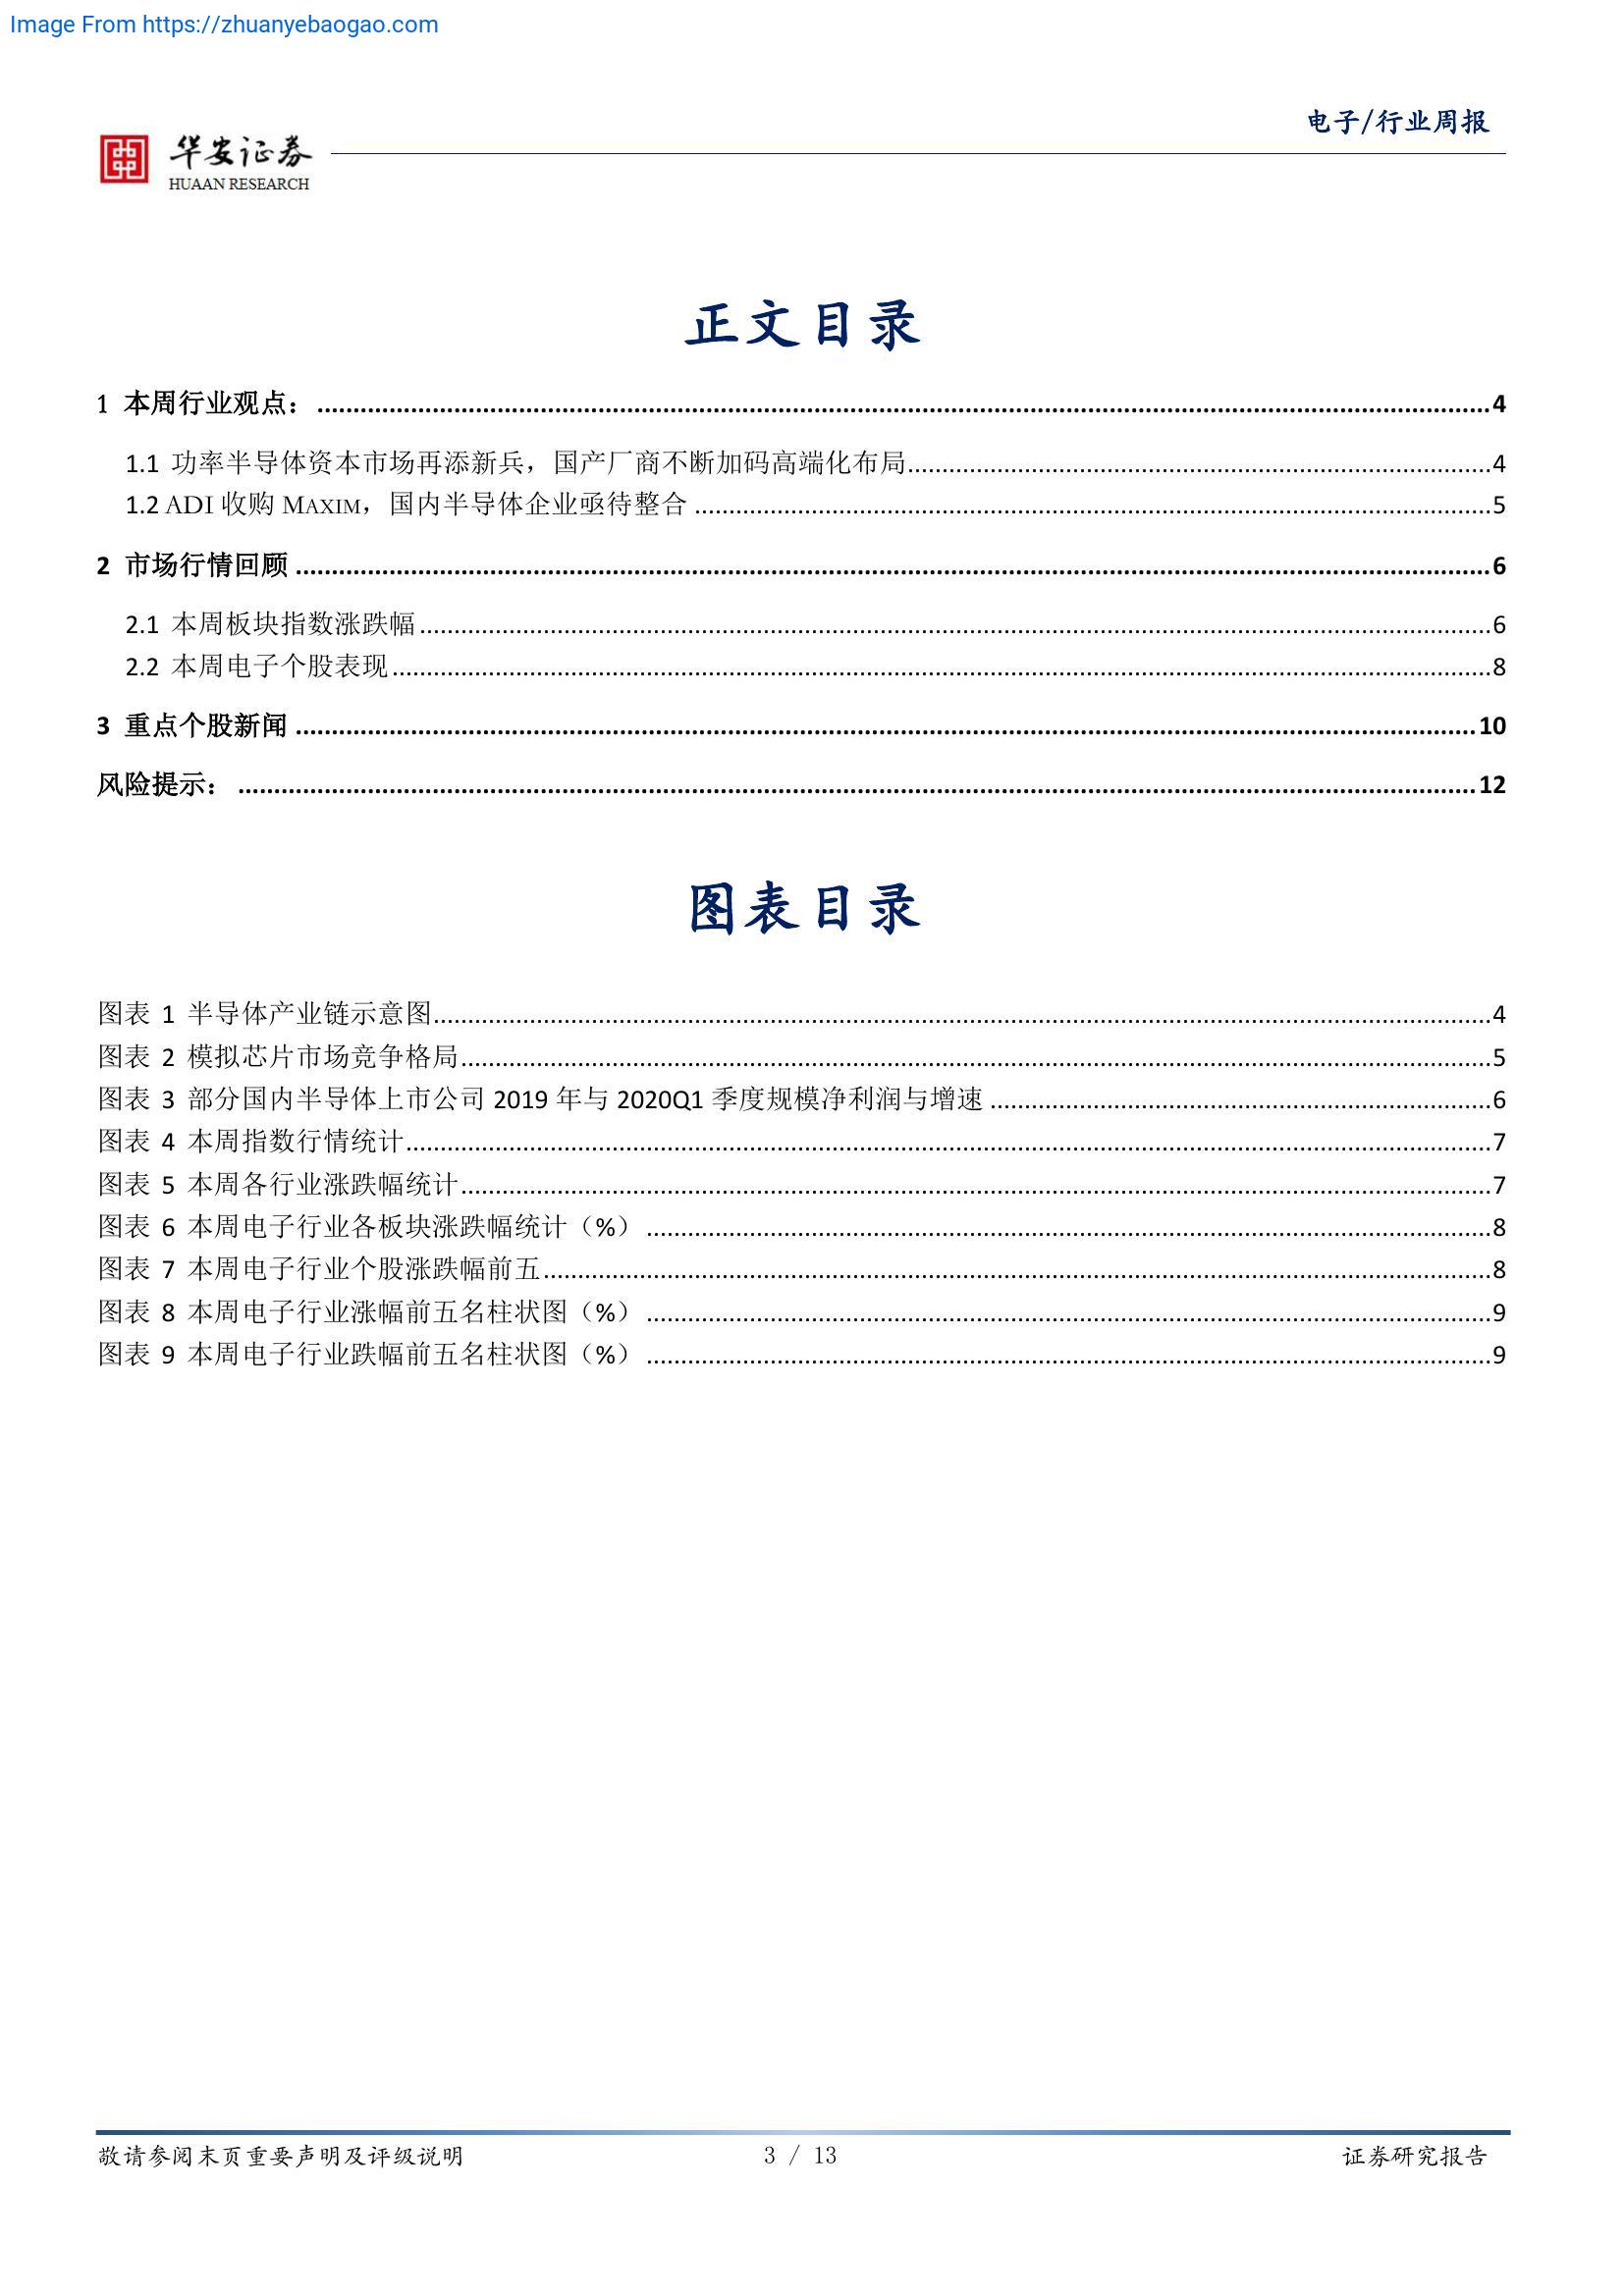 Image From https://zhuanyebaogao.com
电子/行业周报
华安证券
HUAAN RESEARCH
正文目录
1 本周行业观点：................................................................4
1.1 功率半导体资本市场再添新兵，国产厂商不断加码高端化布局................................................................4
1.2 ADI 收购 MAXIM，国内半导体企业亟待整合................................................................5
2 市场行情回顾................................................................6
2.1 本周板块指数涨跌幅................................................................6
2.2 本周电子个股表现................................................................8
3 重点个股新闻................................................................10
风险提示：................................................................12
图表目录
图表 1 半导体产业链示意图................................................................4
图表 2 模拟芯片市场竞争格局................................................................5
图表 3 部分国内半导体上市公司 2019 年与 2020Q1 季度规模净利润与增速................................................................6
图表 4 本周指数行情统计................................................................7
图表 5 本周各行业涨跌幅统计................................................................7
图表 6 本周电子行业各板块涨跌幅统计（%）................................................................8
图表 7 本周电子行业个股涨跌幅前五................................................................8
图表 8 本周电子行业涨幅前五名柱状图（%）................................................................9
图表 9 本周电子行业跌幅前五名柱状图（%）................................................................9
敬请参阅末页重要声明及评级说明 3 / 13 证券研究报告